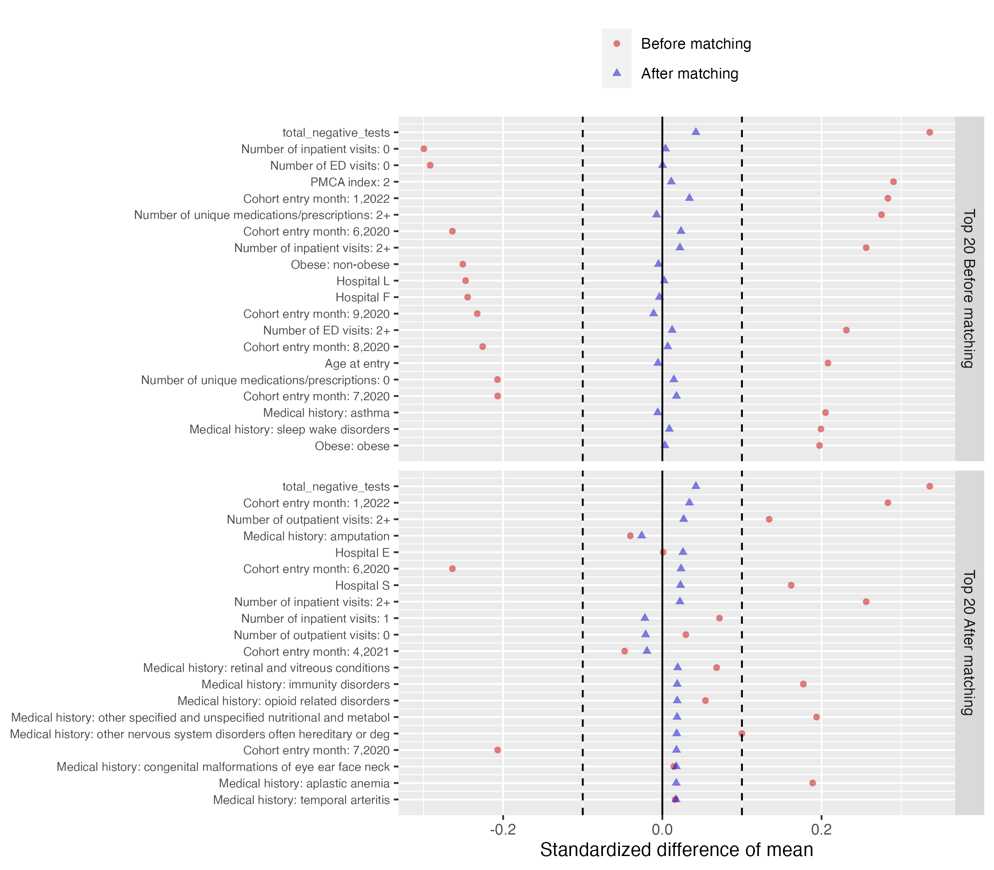 Before matching
After matching
total_negative_tests
Number of inpatient visits: 0
Number of ED visits: 0
PMCA index: 2
Cohort entry month: 1,2022
Number of unique medications/prescriptions: 2+
Cohort entry month: 6,2020
Number of inpatient visits: 2+
Obese: non-obese
Hospital L
Hospital F
Cohort entry month: 9,2020
Number of ED visits: 2+
Cohort entry month: 8,2020
Age at entry
Number of unique medications/prescriptions: 0
Cohort entry month: 7,2020
Medical history: asthma
Medical history: sleep wake disorders
Obese: obese
Top 20 Before matching
total_negative_tests
Cohort entry month: 1,2022
Number of outpatient visits: 2+
Medical history: amputation
Hospital E
Cohort entry month: 6,2020
Hospital S
Number of inpatient visits: 2+
Number of inpatient visits: 1
Number of outpatient visits: 0
Cohort entry month: 4,2021
Medical history: retinal and vitreous conditions
Medical history: immunity disorders
Medical history: opioid related disorders
Medical history: other specified and unspecified nutritional and metabol
Medical history: other nervous system disorders often hereditary or deg
Cohort entry month: 7,2020
Medical history: congenital malformations of eye ear face neck
Medical history: aplastic anemia
Medical history: temporal arteritis
Top 20 After matching
-0.2 0.0 0.2
Standardized difference of mean